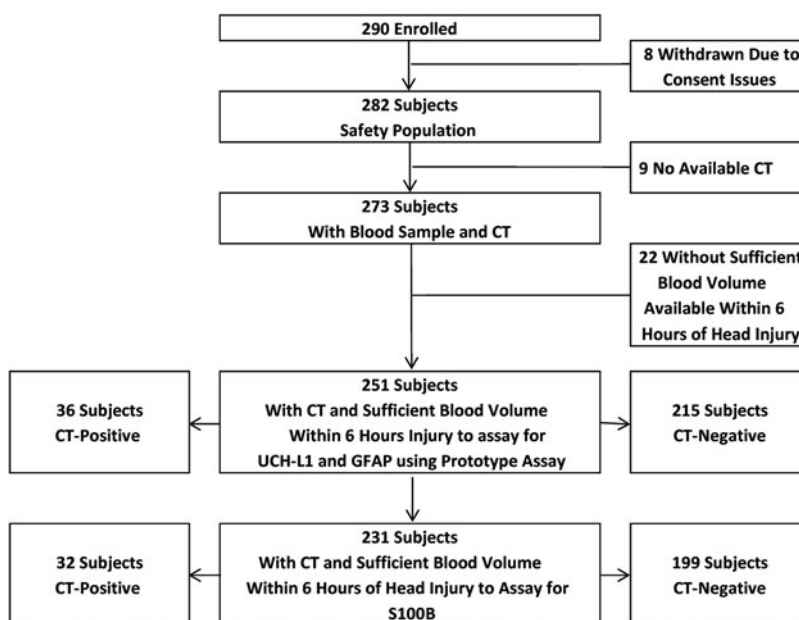 290 Enrolled
8 Withdrawn Due to
Consent Issues
282 Subjects
Safety Population
9 No Available CT
273 Subjects
With Blood Sample and CT
22 Without Sufficient
Blood Volume
Available Within 6
Hours of Head Injury
36 Subjects
CT-Positive
251 Subjects
With CT and Sufficient Blood Volume
Within 6 Hours Injury to assay for
UCH-L1 and GFAP using Prototype Assay
215 Subjects
CT-Negative
32 Subjects
CT-Positive
231 Subjects
With CT and Sufficient Blood Volume
Within 6 Hours of Head Injury to Assay for
S100B
199 Subjects
CT-Negative